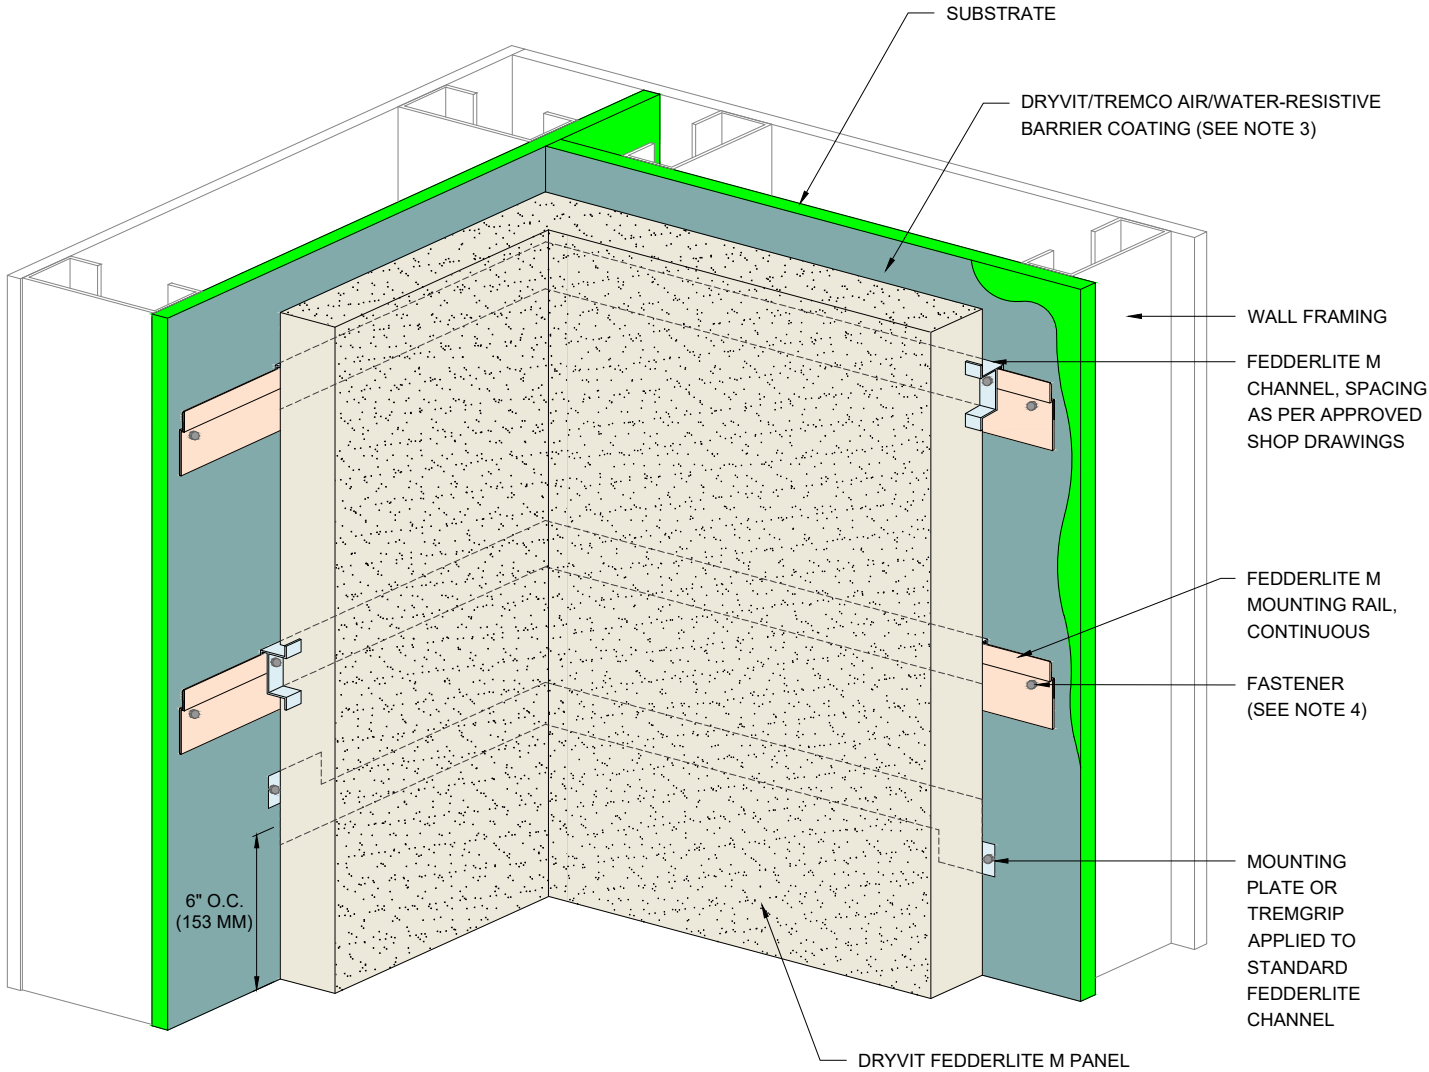 SUBSTRATE
DRYVIT/TREMCO AIR/WATER-RESISTIVE
BARRIER COATING (SEE NOTE 3)
WALL FRAMING
FEDDERLITE M
CHANNEL, SPACING
AS PER APPROVED
SHOP DRAWINGS
FEDDERLITE M
MOUNTING RAIL,
CONTINUOUS
FASTENER
(SEE NOTE 4)
MOUNTING
PLATE OR
TREMGRIP
APPLIED TO
STANDARD
FEDDERLITE
CHANNEL
6" O.C.
(153 MM)
DRYVIT FEDDERLITE M PANEL